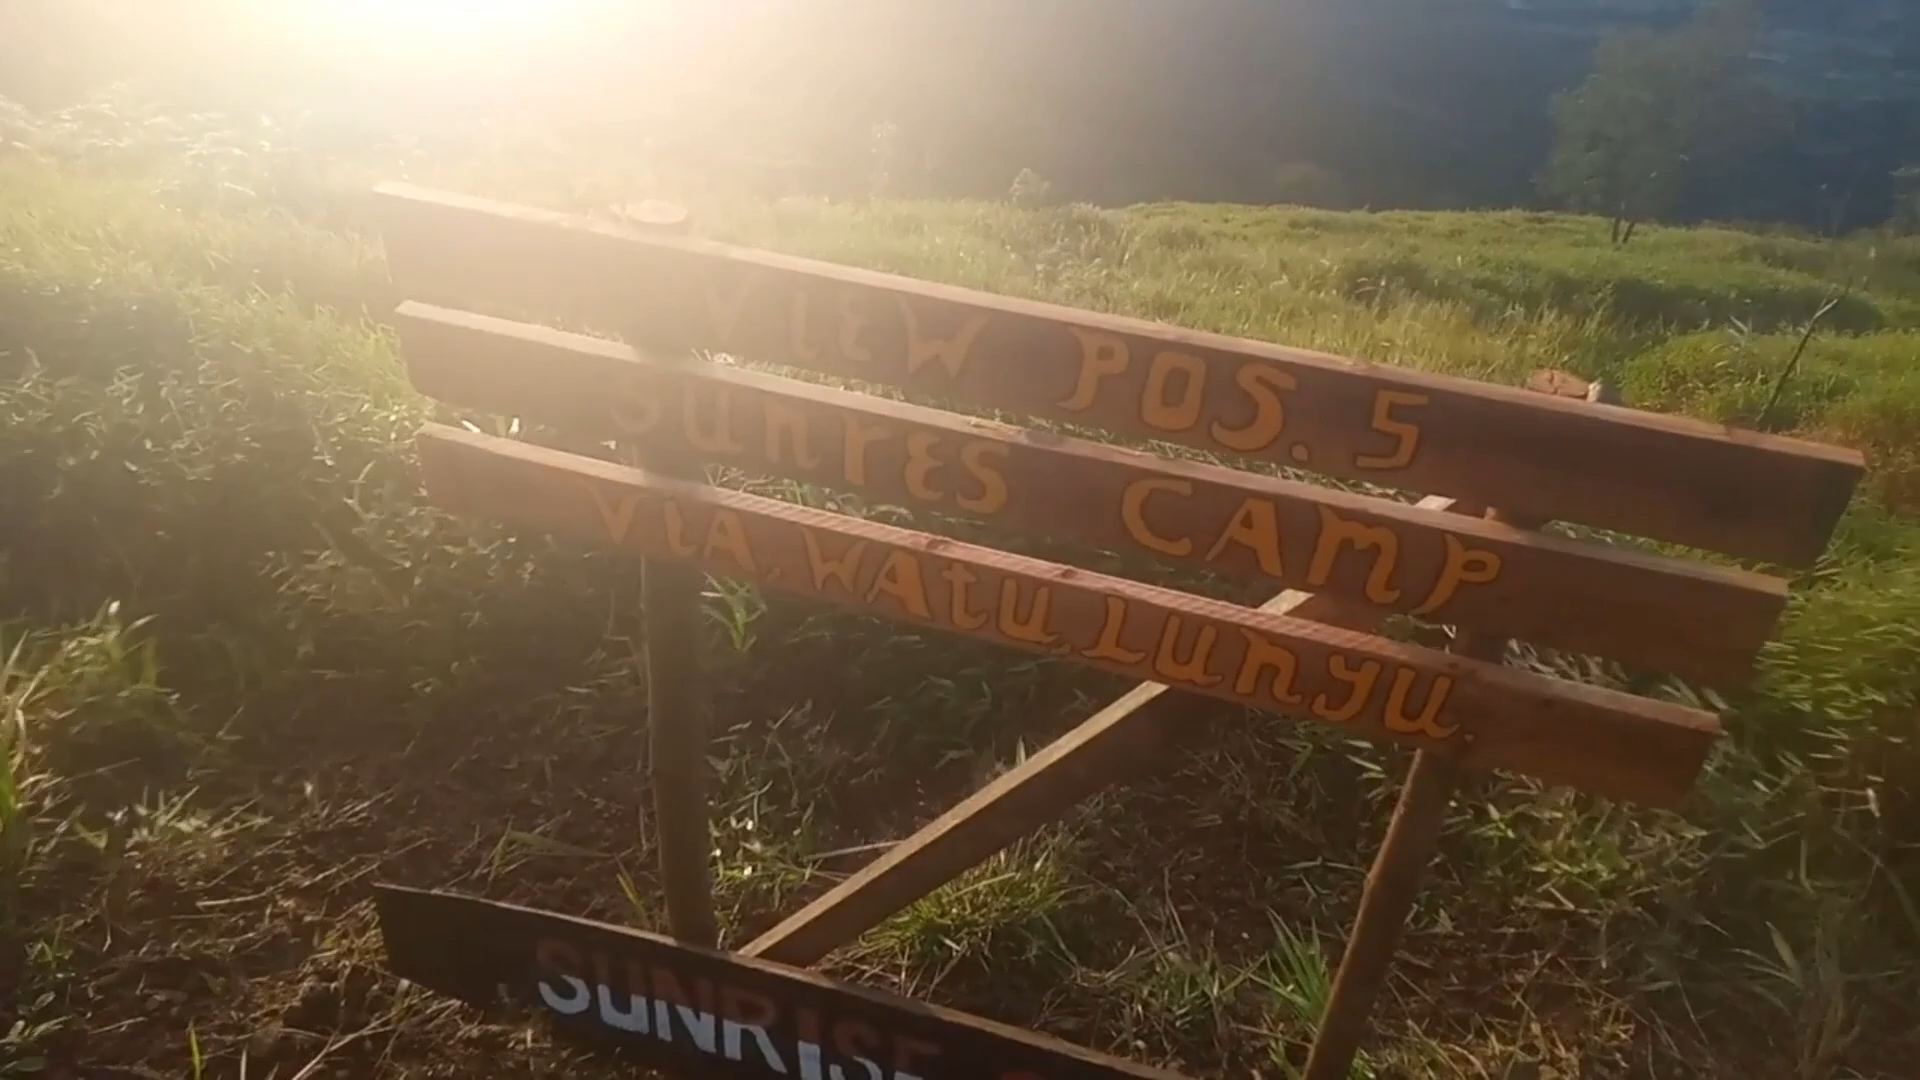 VIEW POS. 5
SUNRES CAMP
VIA, WATU, LUNYU.
SUNRISE